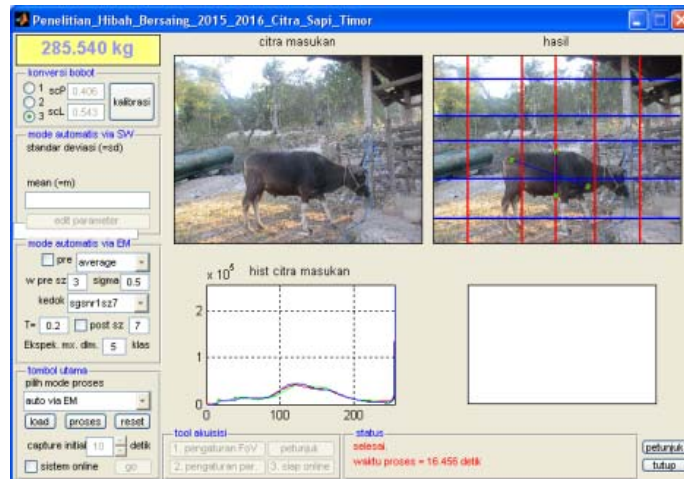 Penelitian_Hibah_Bersaing_2015_2016_Citra_Sapi_Timor
285.540 kg
konversi bobot
1 scP 0.406
2
3 scL 0.543
kalibrasi
mode automatis via SW
standar deviasi (=sd)
mean (=m)
edit parameter
mode automatis via EM
pre average
w pre sz 3 sigma 0.5
kedok sgsnr1sz7
T= 0.2 post sz 7
Ekspek. mx. dlm. 5 klas
tombol utama
pilih mode proses
auto via EM
load proses reset
capture initial 10 detik
sistem online go
citra masukan
hasil
x 10^5 hist citra masukan
2
1
0
0 100 200
tool akuisisi
1. pengaturan FoV petunjuk
2. pengaturan par. 3. siap online
status
selesai.
waktu proses = 16.456 detik
petunjuk
tutup